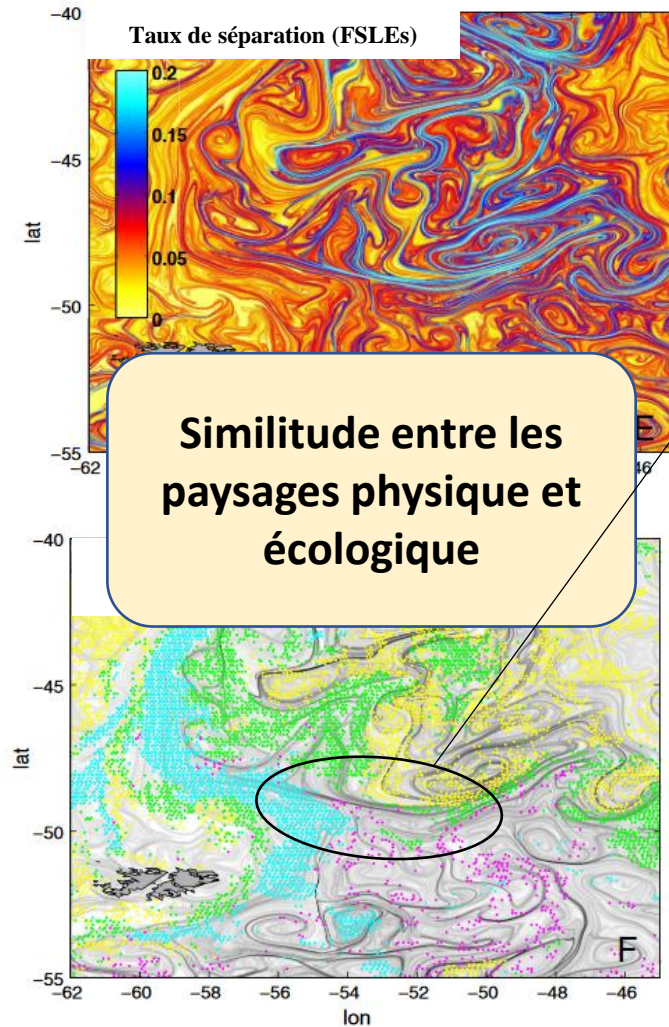 −40
Taux de séparation (FSLEs)
0.2
0.15
−45
0.1
lat
0.05
−50
0
Similitude entre les
E
−55
−62
−46
paysages physique et
écologique
−40
−45
lat
−50
F
−55
−62 −60 −58 −56 −54 −52 −50 −48 −46
lon